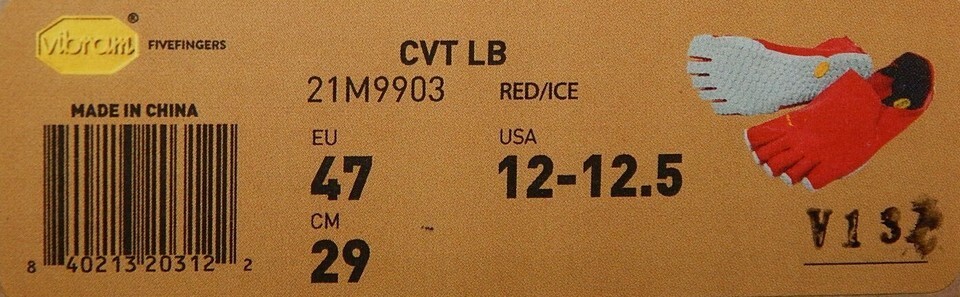 vibram®
FIVEFINGERS
CVT LB
21M9903 RED/ICE
MADE IN CHINA
EU USA
47 12-12.5
CM
29
8 40213 20312 2